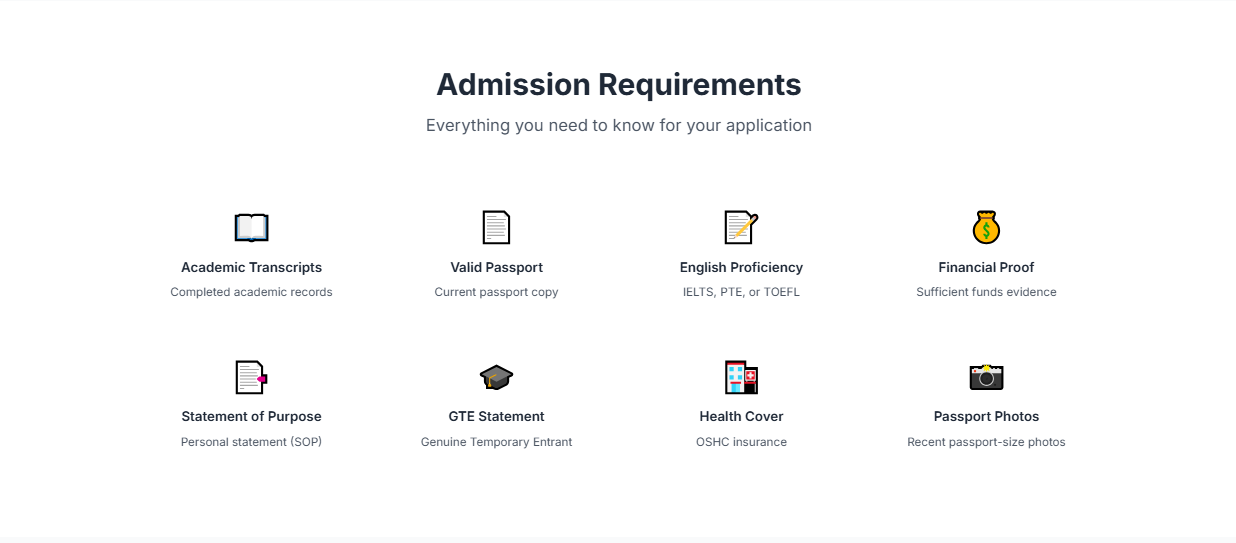 Admission Requirements
Everything you need to know for your application
Academic Transcripts
Completed academic records
Valid Passport
Current passport copy
English Proficiency
IELTS, PTE, or TOEFL
Financial Proof
Sufficient funds evidence
Statement of Purpose
Personal statement (SOP)
GTE Statement
Genuine Temporary Entrant
Health Cover
OSHC insurance
Passport Photos
Recent passport-size photos